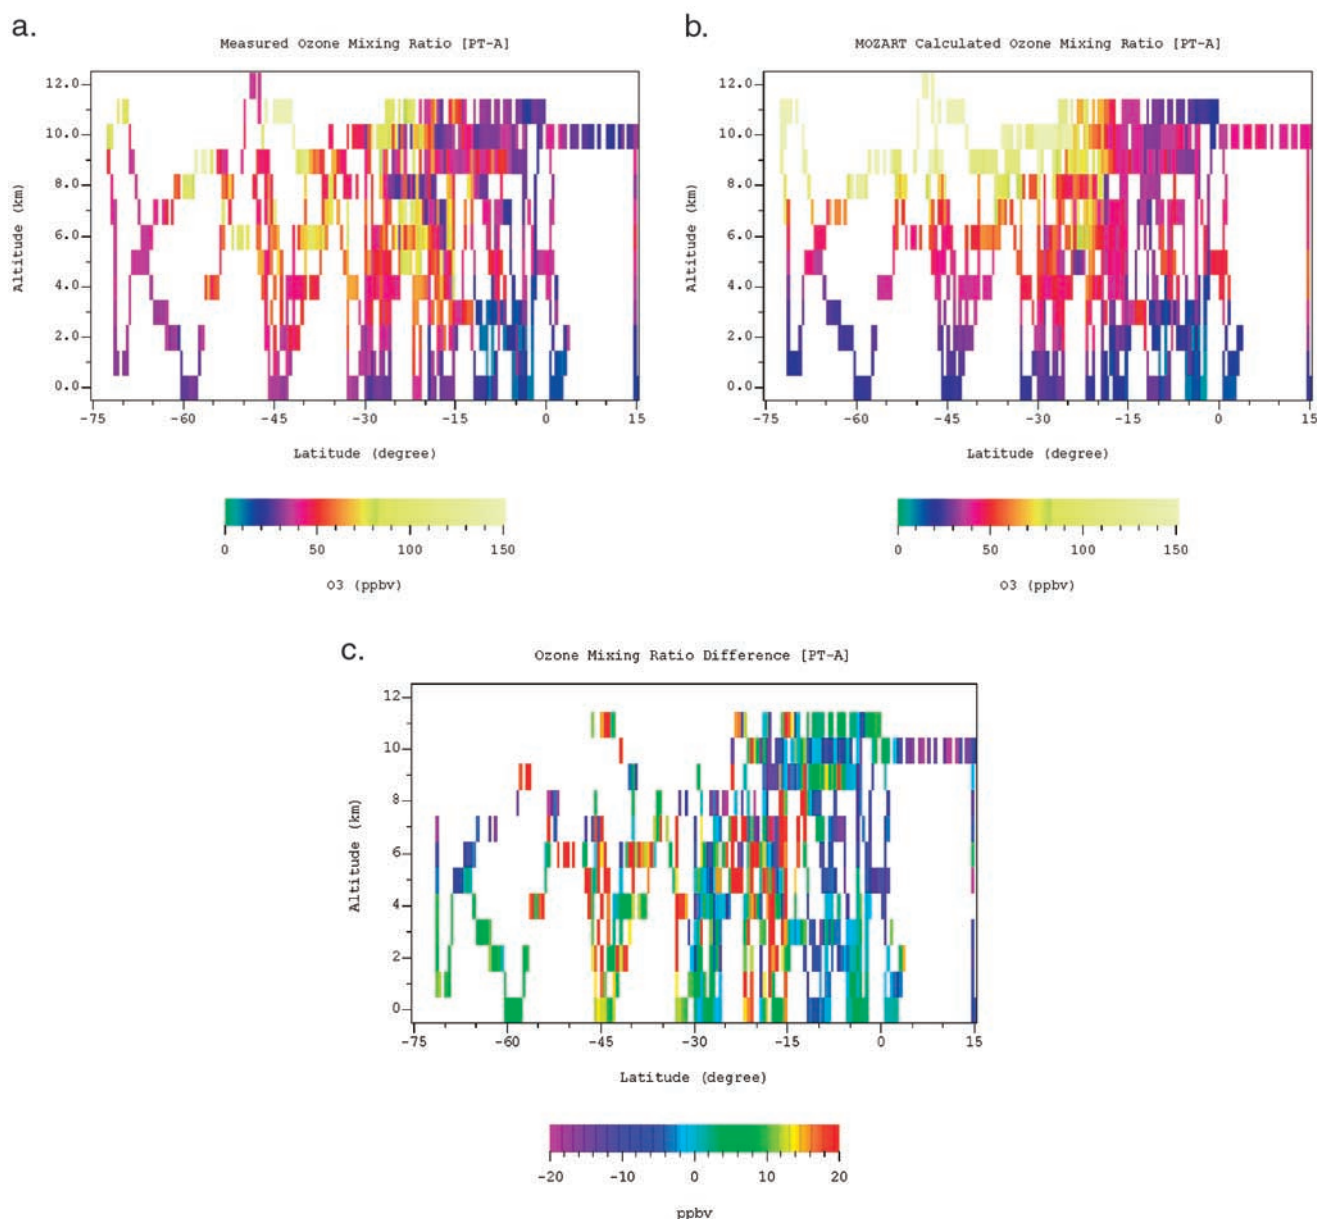 a.
Measured Ozone Mixing Ratio [PT-A]
12.0
10.0
8.0
6.0
4.0
2.0
0.0
Altitude (km)
-75 -60 -45 -30 -15 0 15
Latitude (degree)
0 50 100 150
O3 (ppbv)
b.
MOZART Calculated Ozone Mixing Ratio [PT-A]
12.0
10.0
8.0
6.0
4.0
2.0
0.0
Altitude (km)
-75 -60 -45 -30 -15 0 15
Latitude (degree)
0 50 100 150
O3 (ppbv)
c.
Ozone Mixing Ratio Difference [PT-A]
12
10
8
6
4
2
0
Altitude (km)
-75 -60 -45 -30 -15 0 15
Latitude (degree)
-20 -10 0 10 20
ppbv